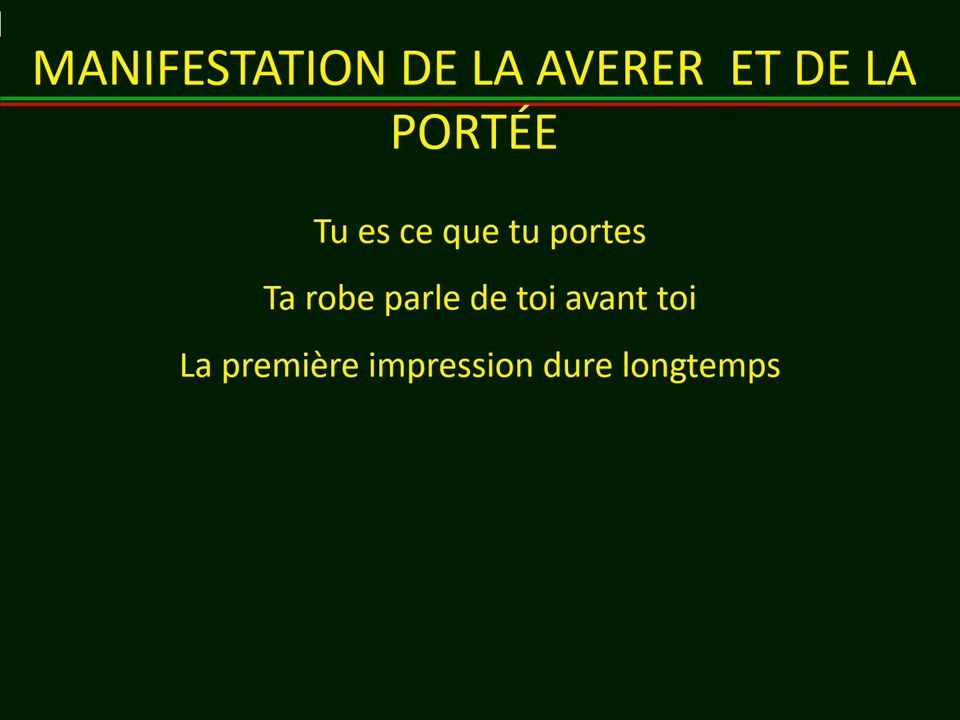 MANIFESTATION DE LA AVERER  ET DE LA
PORTÉE
Tu es ce que tu portes
Ta robe parle de toi avant toi
La première impression dure longtemps